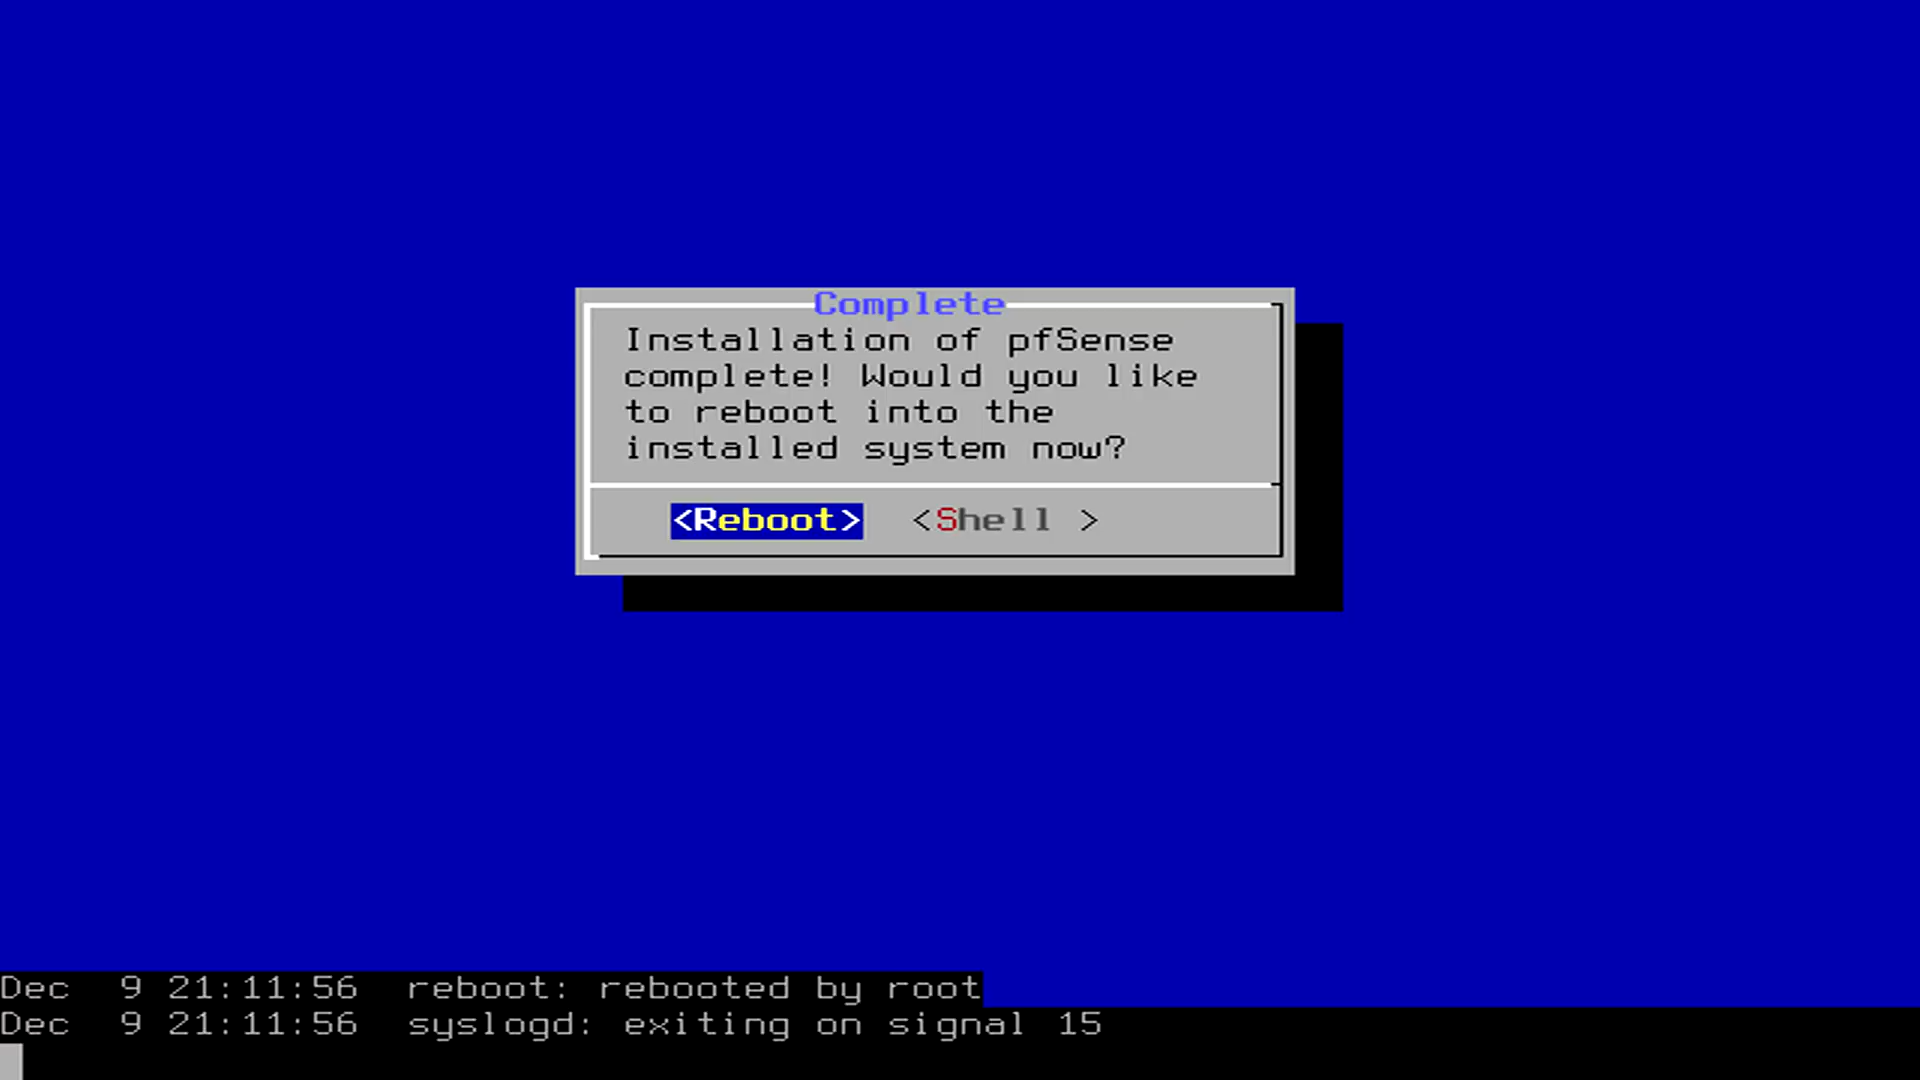 Complete
Installation of pfSense
complete! Would you like
to reboot into the
installed system now?
<Reboot> <Shell >
Dec  9 21:11:56  reboot: rebooted by root
Dec  9 21:11:56  syslogd: exiting on signal 15